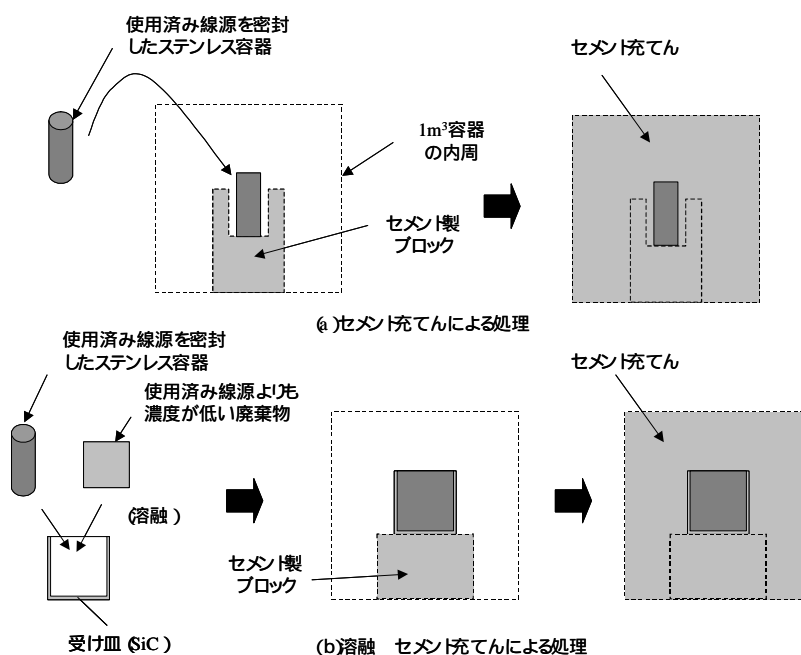 使用済み線源を密封
したステンレス容器
セメント充てん
1m³容器
の内周
セメント製
ブロック
(a)セメント充てんによる処理
使用済み線源を密封
したステンレス容器
使用済み線源よりも
濃度が低い廃棄物
(溶融)
受け皿(SiC)
セメント製
ブロック
セメント充てん
(b)溶融 セメント充てんによる処理